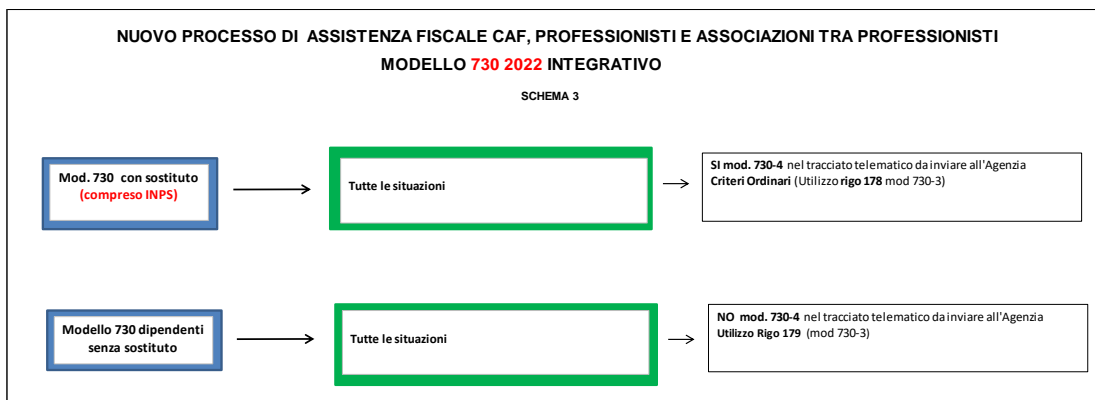 NUOVO PROCESSO DI ASSISTENZA FISCALE CAF, PROFESSIONISTI E ASSOCIAZIONI TRA PROFESSIONISTI
MODELLO 730 2022 INTEGRATIVO
SCHEMA 3
Mod. 730 con sostituto
(compreso INPS)
Tutte le situazioni
SI mod. 730-4 nel tracciato telematico da inviare all'Agenzia
Criteri Ordinari (Utilizzo rigo 178 mod 730-3)
Modello 730 dipendenti
senza sostituto
Tutte le situazioni
NO mod. 730-4 nel tracciato telematico da inviare all'Agenzia
Utilizzo Rigo 179 (mod 730-3)